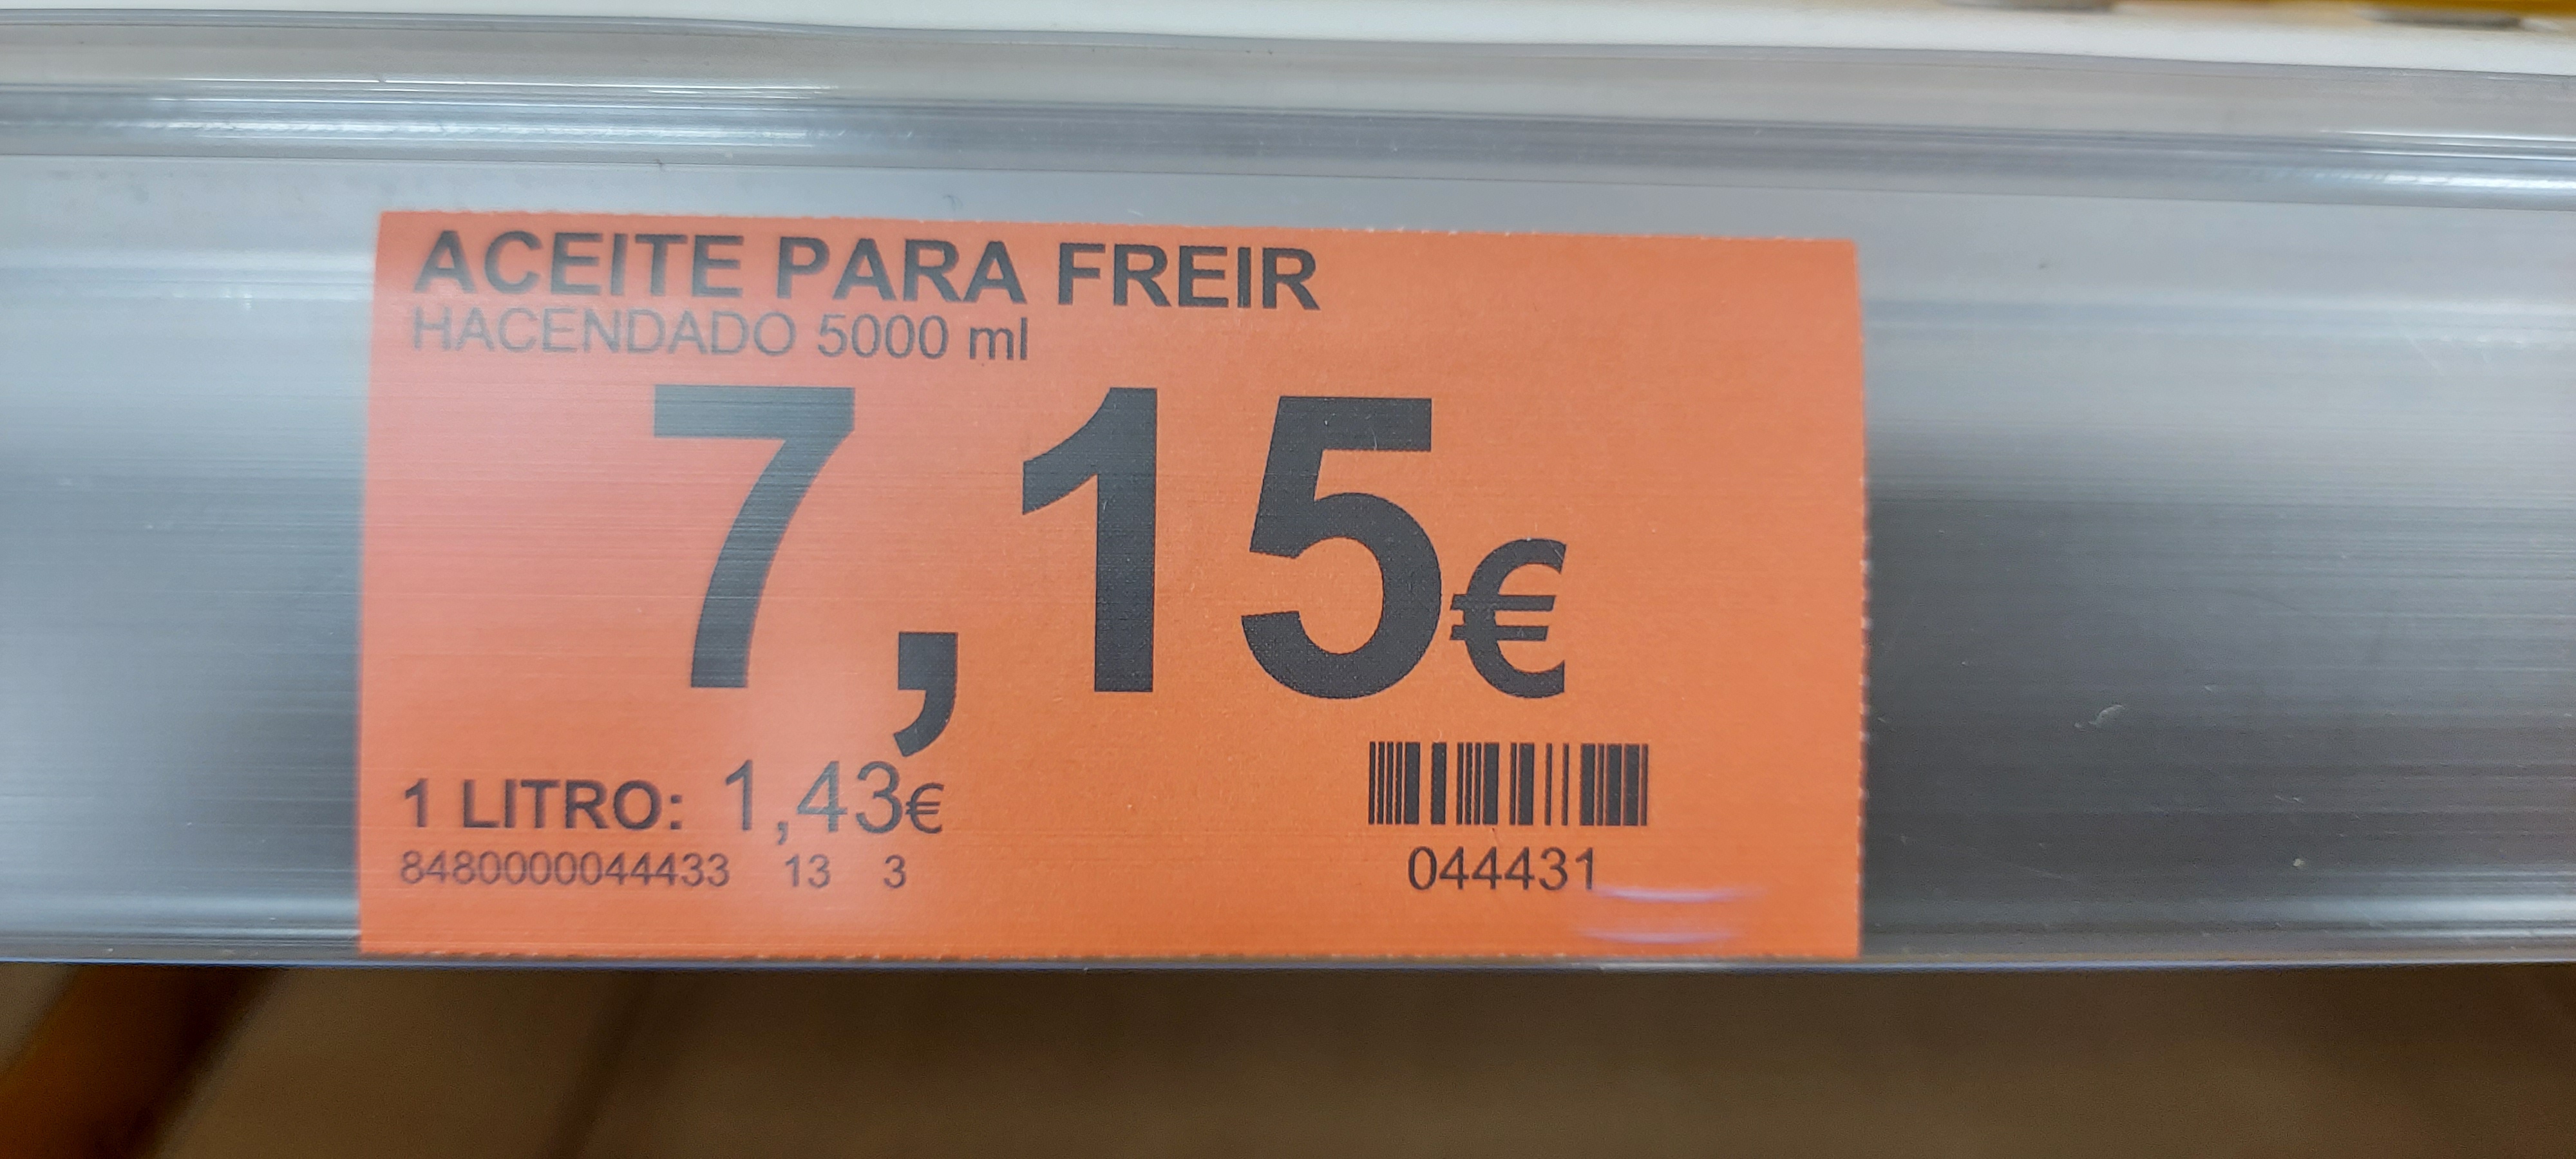 ACEITE PARA FREIR
HACENDADO 5000 ml
7,15€
1 LITRO: 1,43€
8480000044433 13 3
044431